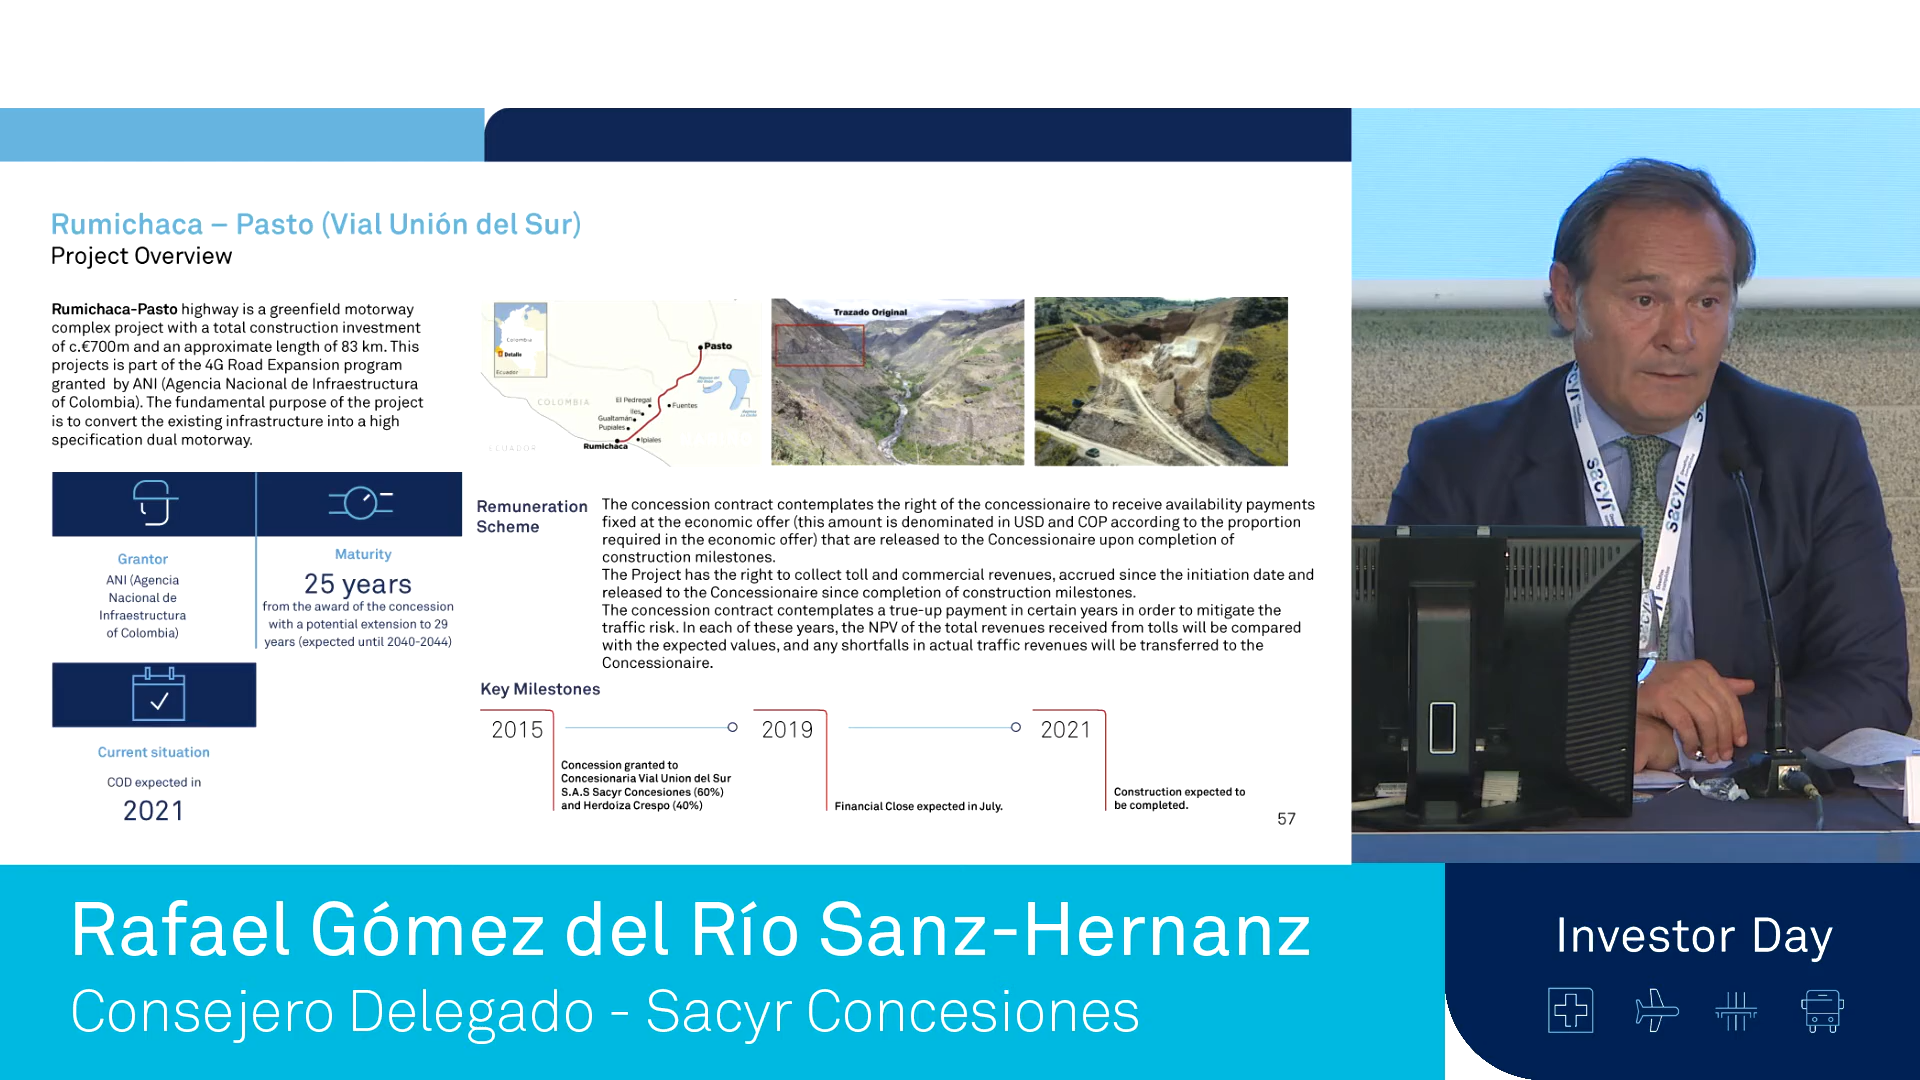 Rumichaca – Pasto (Vial Unión del Sur)
Project Overview
Rumichaca-Pasto highway is a greenfield motorway
complex project with a total construction investment
of c.€700m and an approximate length of 83 km. This
projects is part of the 4G Road Expansion program
granted by ANI (Agencia Nacional de Infraestructura
of Colombia). The fundamental purpose of the project
is to convert the existing infrastructure into a high
specification dual motorway.
Colombia
Detalle
Ecuador
COLOMBIA
ECUADOR
Pasto
El Pedregal
Iles
Fuentes
Gualtamán
Pupiales
Ipiales
Rumichaca
Trazado Original
Grantor
ANI (Agencia
Nacional de
Infraestructura
of Colombia)
Maturity
25 years
from the award of the concession
with a potential extension to 29
years (expected until 2040-2044)
Current situation
COD expected in
2021
Remuneration
Scheme
The concession contract contemplates the right of the concessionaire to receive availability payments
fixed at the economic offer (this amount is denominated in USD and COP according to the proportion
required in the economic offer) that are released to the Concessionaire upon completion of
construction milestones.
The Project has the right to collect toll and commercial revenues, accrued since the initiation date and
released to the Concessionaire since completion of construction milestones.
The concession contract contemplates a true-up payment in certain years in order to mitigate the
traffic risk. In each of these years, the NPV of the total revenues received from tolls will be compared
with the expected values, and any shortfalls in actual traffic revenues will be transferred to the
Concessionaire.
Key Milestones
2015
Concession granted to
Concesionaria Vial Union del Sur
S.A.S Sacyr Concesiones (60%)
and Herdoiza Crespo (40%)
2019
Financial Close expected in July.
2021
Construction expected to
be completed.
57
sacyr
sacyr
Rafael Gómez del Río Sanz-Hernanz
Consejero Delegado - Sacyr Concesiones
Investor Day